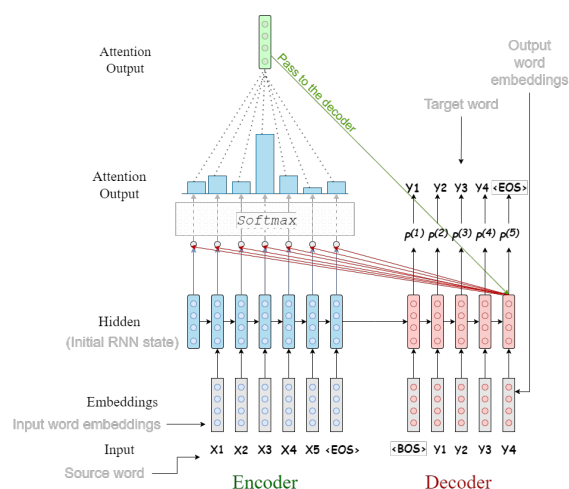 Attention
Output
Output
word
embeddings
Pass to the decoder
Target word
Attention
Output
y1 y2 y3 y4 <EOS>
Softmax
p(1) p(2) p(3) p(4) p(5)
Hidden
(Initial RNN state)
Embeddings
Input word embeddings
Input
X1 X2 X3 X4 X5 <EOS>
<BOS> y1 y2 y3 y4
Source word
Encoder
Decoder